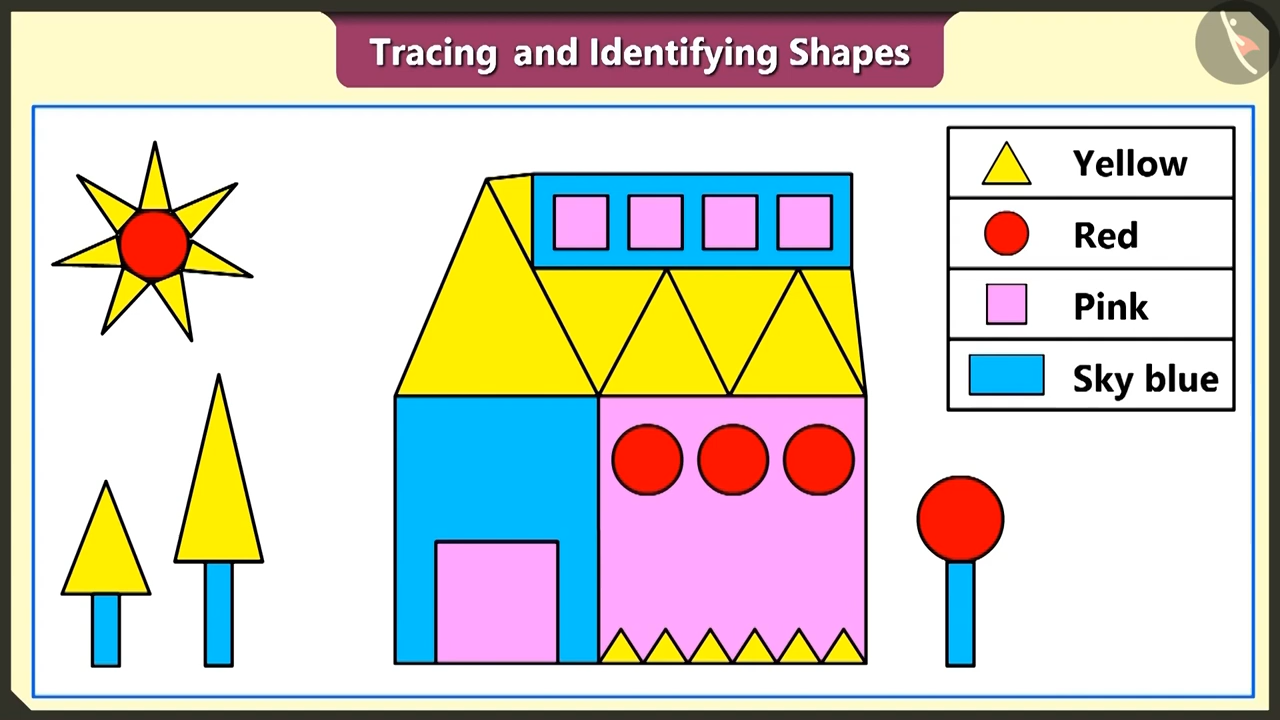 Tracing and Identifying Shapes
Yellow
Red
Pink
Sky blue